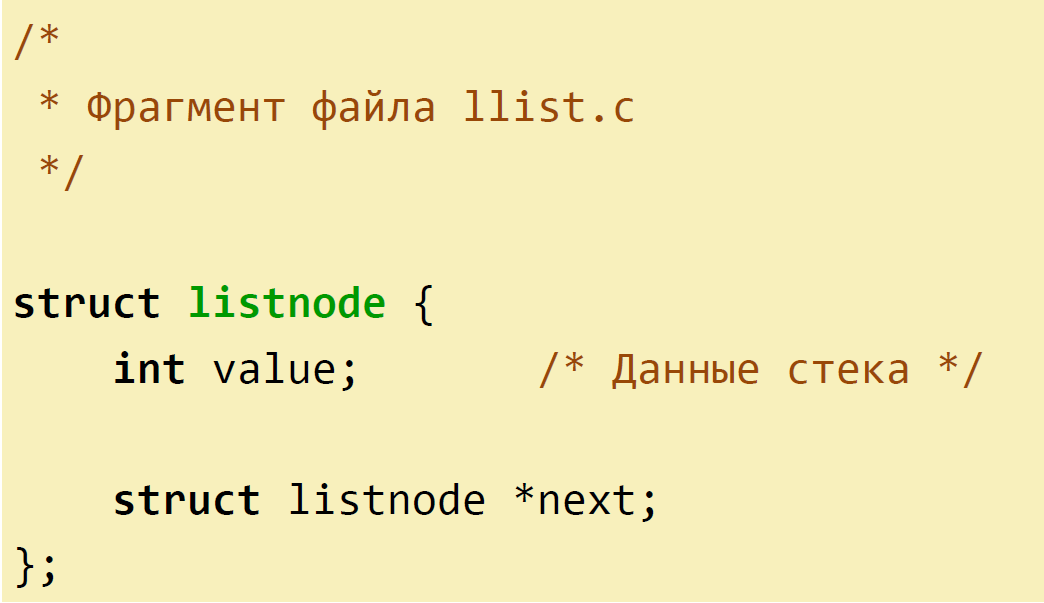 /*
 * Фрагмент файла llist.c
 */
struct listnode {
    int value;       /* Данные стека */
    struct listnode *next;
};